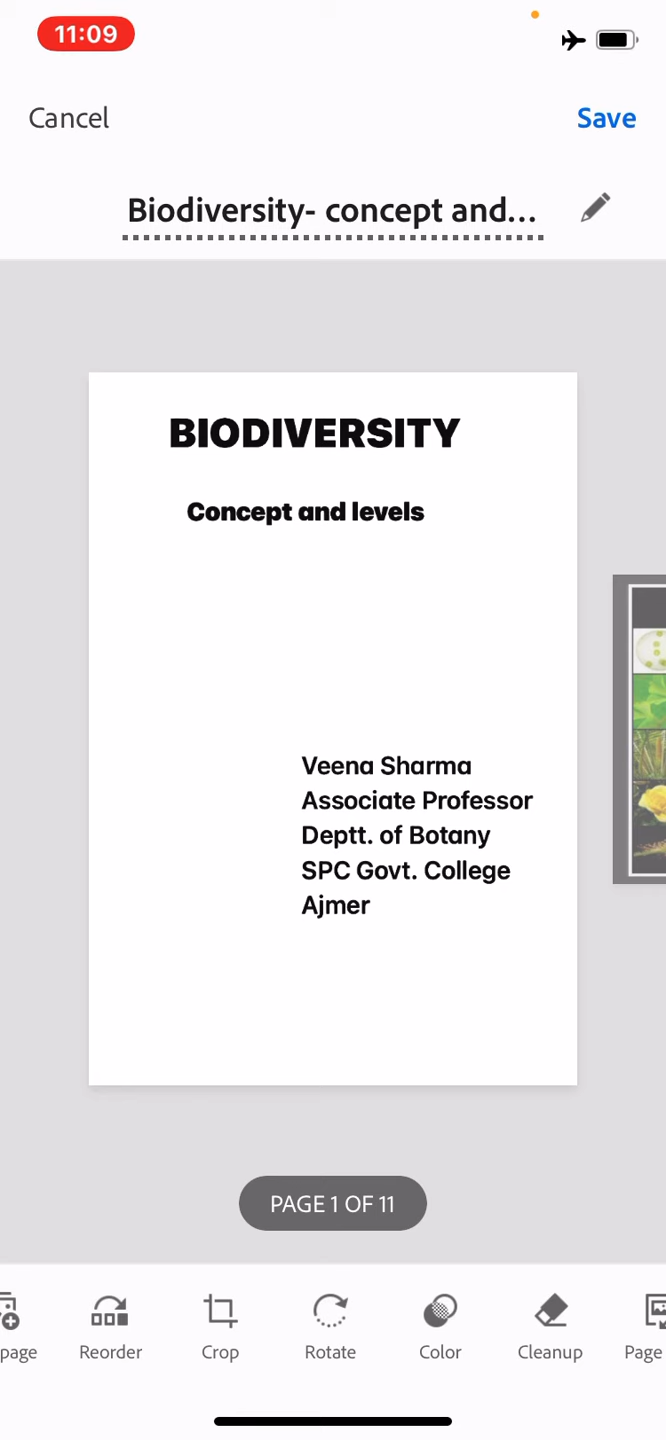 11:09
Cancel
Save
Biodiversity- concept and...
BIODIVERSITY
Concept and levels
Veena Sharma
Associate Professor
Deptt. of Botany
SPC Govt. College
Ajmer
PAGE 1 OF 11
page
Reorder
Crop
Rotate
Color
Cleanup
Page